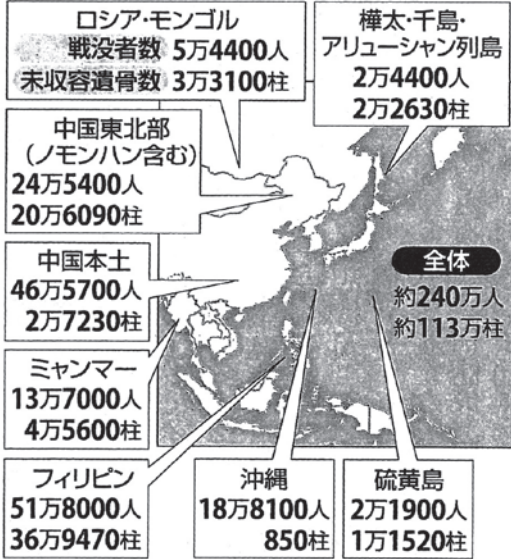 ロシア・モンゴル
戦没者数 5万4400人
未収容遺骨数 3万3100柱
樺太・千島・
アリューシャン列島
2万4400人
2万2630柱
中国東北部
(ノモンハン含む)
24万5400人
20万6090柱
中国本土
46万5700人
2万7230柱
全体
約240万人
約113万柱
ミャンマー
13万7000人
4万5600柱
フィリピン
51万8000人
36万9470柱
沖縄
18万8100人
850柱
硫黄島
2万1900人
1万1520柱